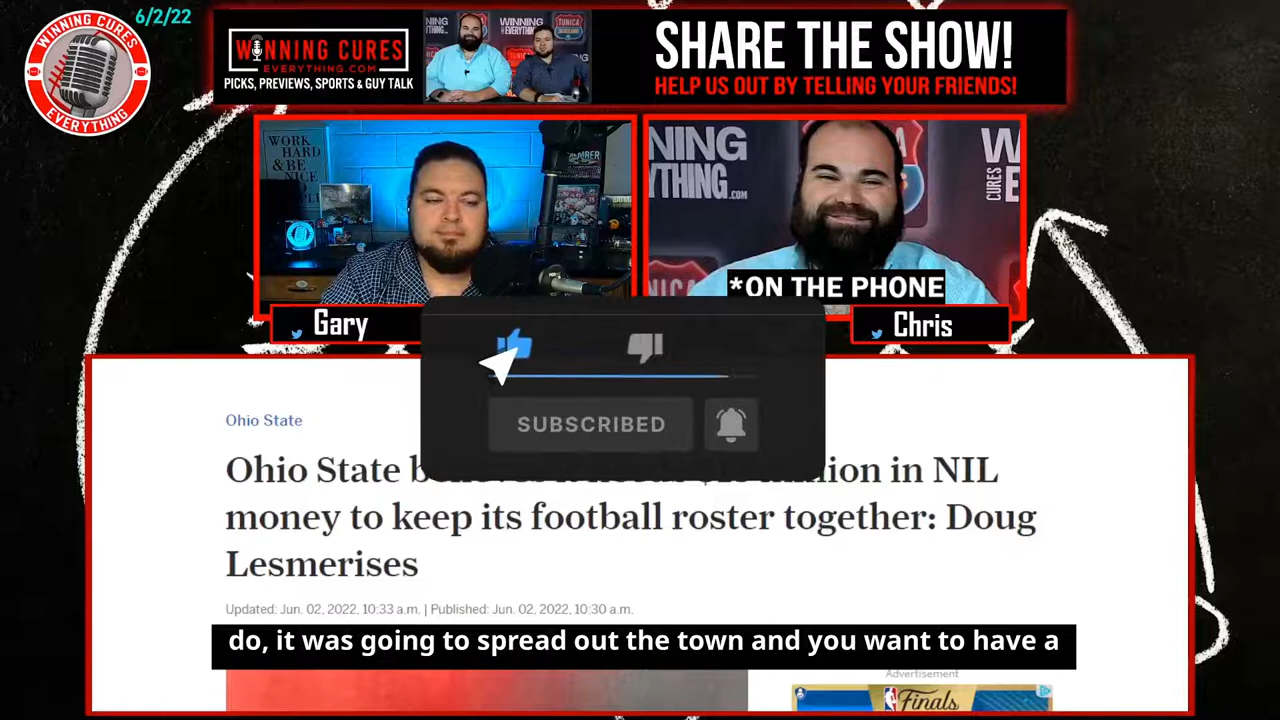 6/2/22
WINNING CURES
EVERYTHING
WINNING CURES
EVERYTHING.COM
PICKS, PREVIEWS, SPORTS & GUY TALK
SHARE THE SHOW!
HELP US OUT BY TELLING YOUR FRIENDS!
WORK
HARD
& BE
NICE
NING
YTHING.COM
TUNICA
W
CURES
E
*ON THE PHONE
Gary
Chris
SUBSCRIBED
Ohio State
Ohio State
in NIL
money to keep its football roster together: Doug
Lesmerises
Updated: Jun. 02, 2022, 10:33 a.m. | Published: Jun. 02, 2022, 10:30 a.m.
do, it was going to spread out the town and you want to have a
Advertisement
Finals